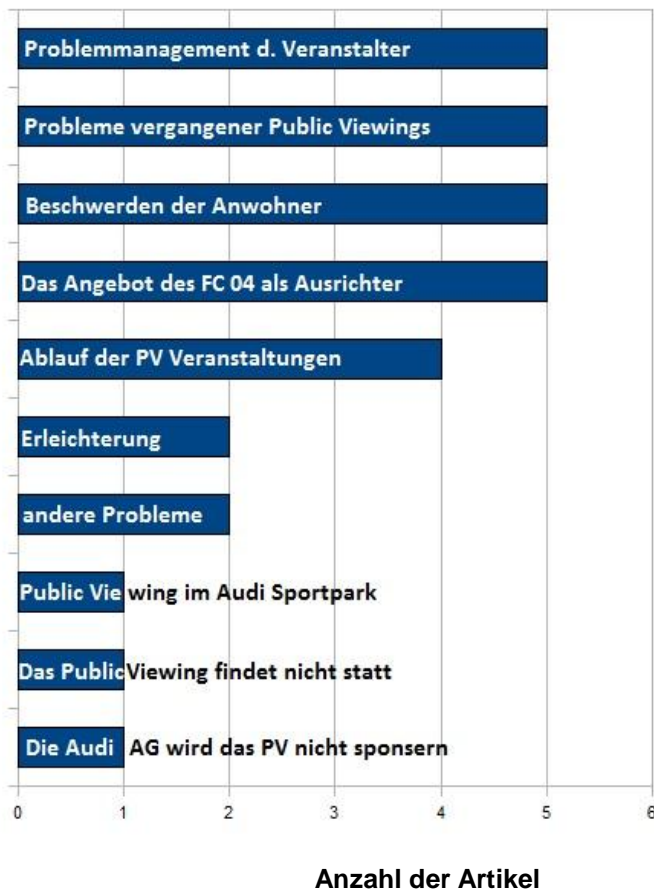 Problemmanagement d. Veranstalter
Probleme vergangener Public Viewings
Beschwerden der Anwohner
Das Angebot des FC 04 als Ausrichter
Ablauf der PV Veranstaltungen
Erleichterung
andere Probleme
Public Viewing im Audi Sportpark
Das Public Viewing findet nicht statt
Die Audi AG wird das PV nicht sponsern
0 1 2 3 4 5 6
Anzahl der Artikel